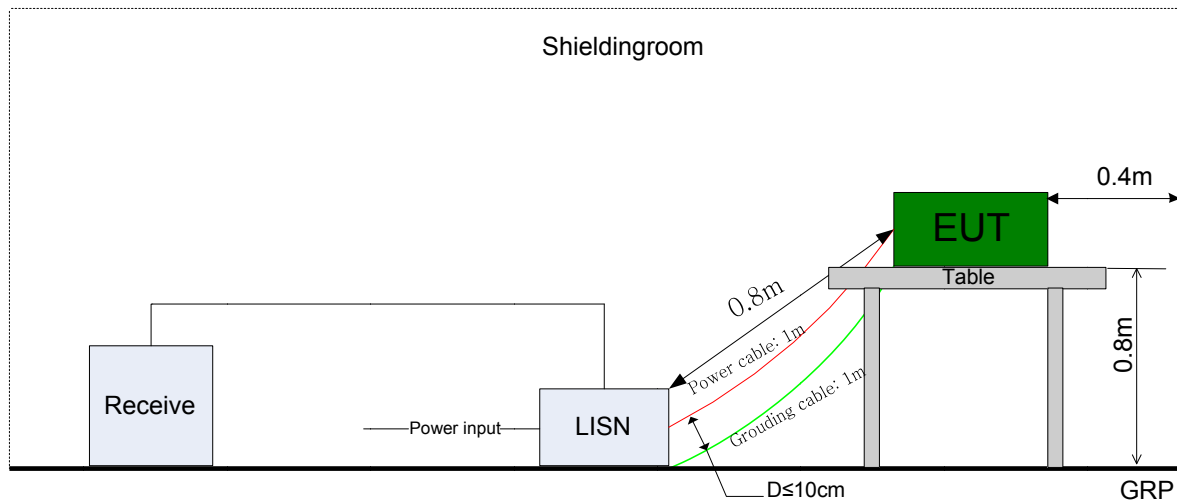 Shieldingroom
0.4m
EUT
Table
0.8m
0.8m
Power cable: 1m
Grouding cable: 1m
Receive
Power input
LISN
D≤10cm
GRP